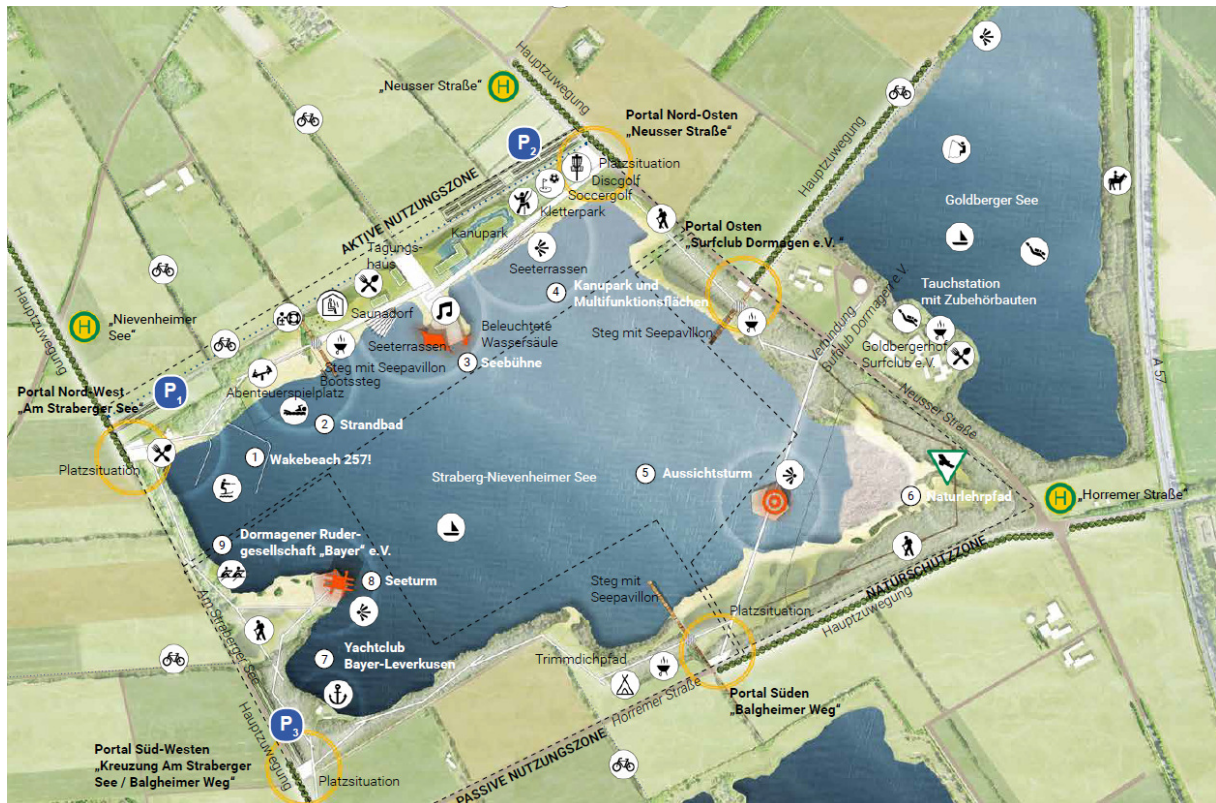 „Neusser Straße“
H
Hauptzuwegung
Portal Nord-Osten
„Neusser Straße“
P2
Platzsituation
Discgolf
Soccergolf
Kletterpark
AKTIVE NUTZUNGSZONE
Kanupark
Tagungs-
haus
Seeterrassen
4
Kanupark und
Multifunktionsflächen
Portal Osten
„Surfclub Dormagen e.V.“
Hauptzuwegung
Goldberger See
Tauchstation
mit Zubehörbauten
A 57
Hauptzuwegung
H
„Nievenheimer
See“
Saunadorf
Seeterrassen
Beleuchtete
Wassersäule
3
Seebühne
Steg mit Seepavillon
Bootssteg
Abenteuerspielplatz
Steg mit Seepavillon
Verbindung
Surfclub Dormagen e.V.
Goldbergerhof
Surfclub e.V.
Neusser Straße
Portal Nord-West
„Am Straberger See“
P1
Platzsituation
2
Strandbad
1
Wakebeach 257!
Straberg-Nievenheimer See
5
Aussichtsturm
6
Naturlehrpfad
H
„Horremer Straße“
9
Dormagener Ruder-
gesellschaft „Bayer“ e.V.
8
Seeturm
Steg mit
Seepavillon
Platzsituation
NATURSCHUTZZONE
Hauptzuwegung
Am Straberger See
7
Yachtclub
Bayer-Leverkusen
Trimmdichpfad
Horremer Straße
Portal Süden
„Balgheimer Weg“
Hauptzuwegung
P3
Portal Süd-Westen
„Kreuzung Am Straberger
See / Balgheimer Weg“
Platzsituation
PASSIVE NUTZUNGSZONE